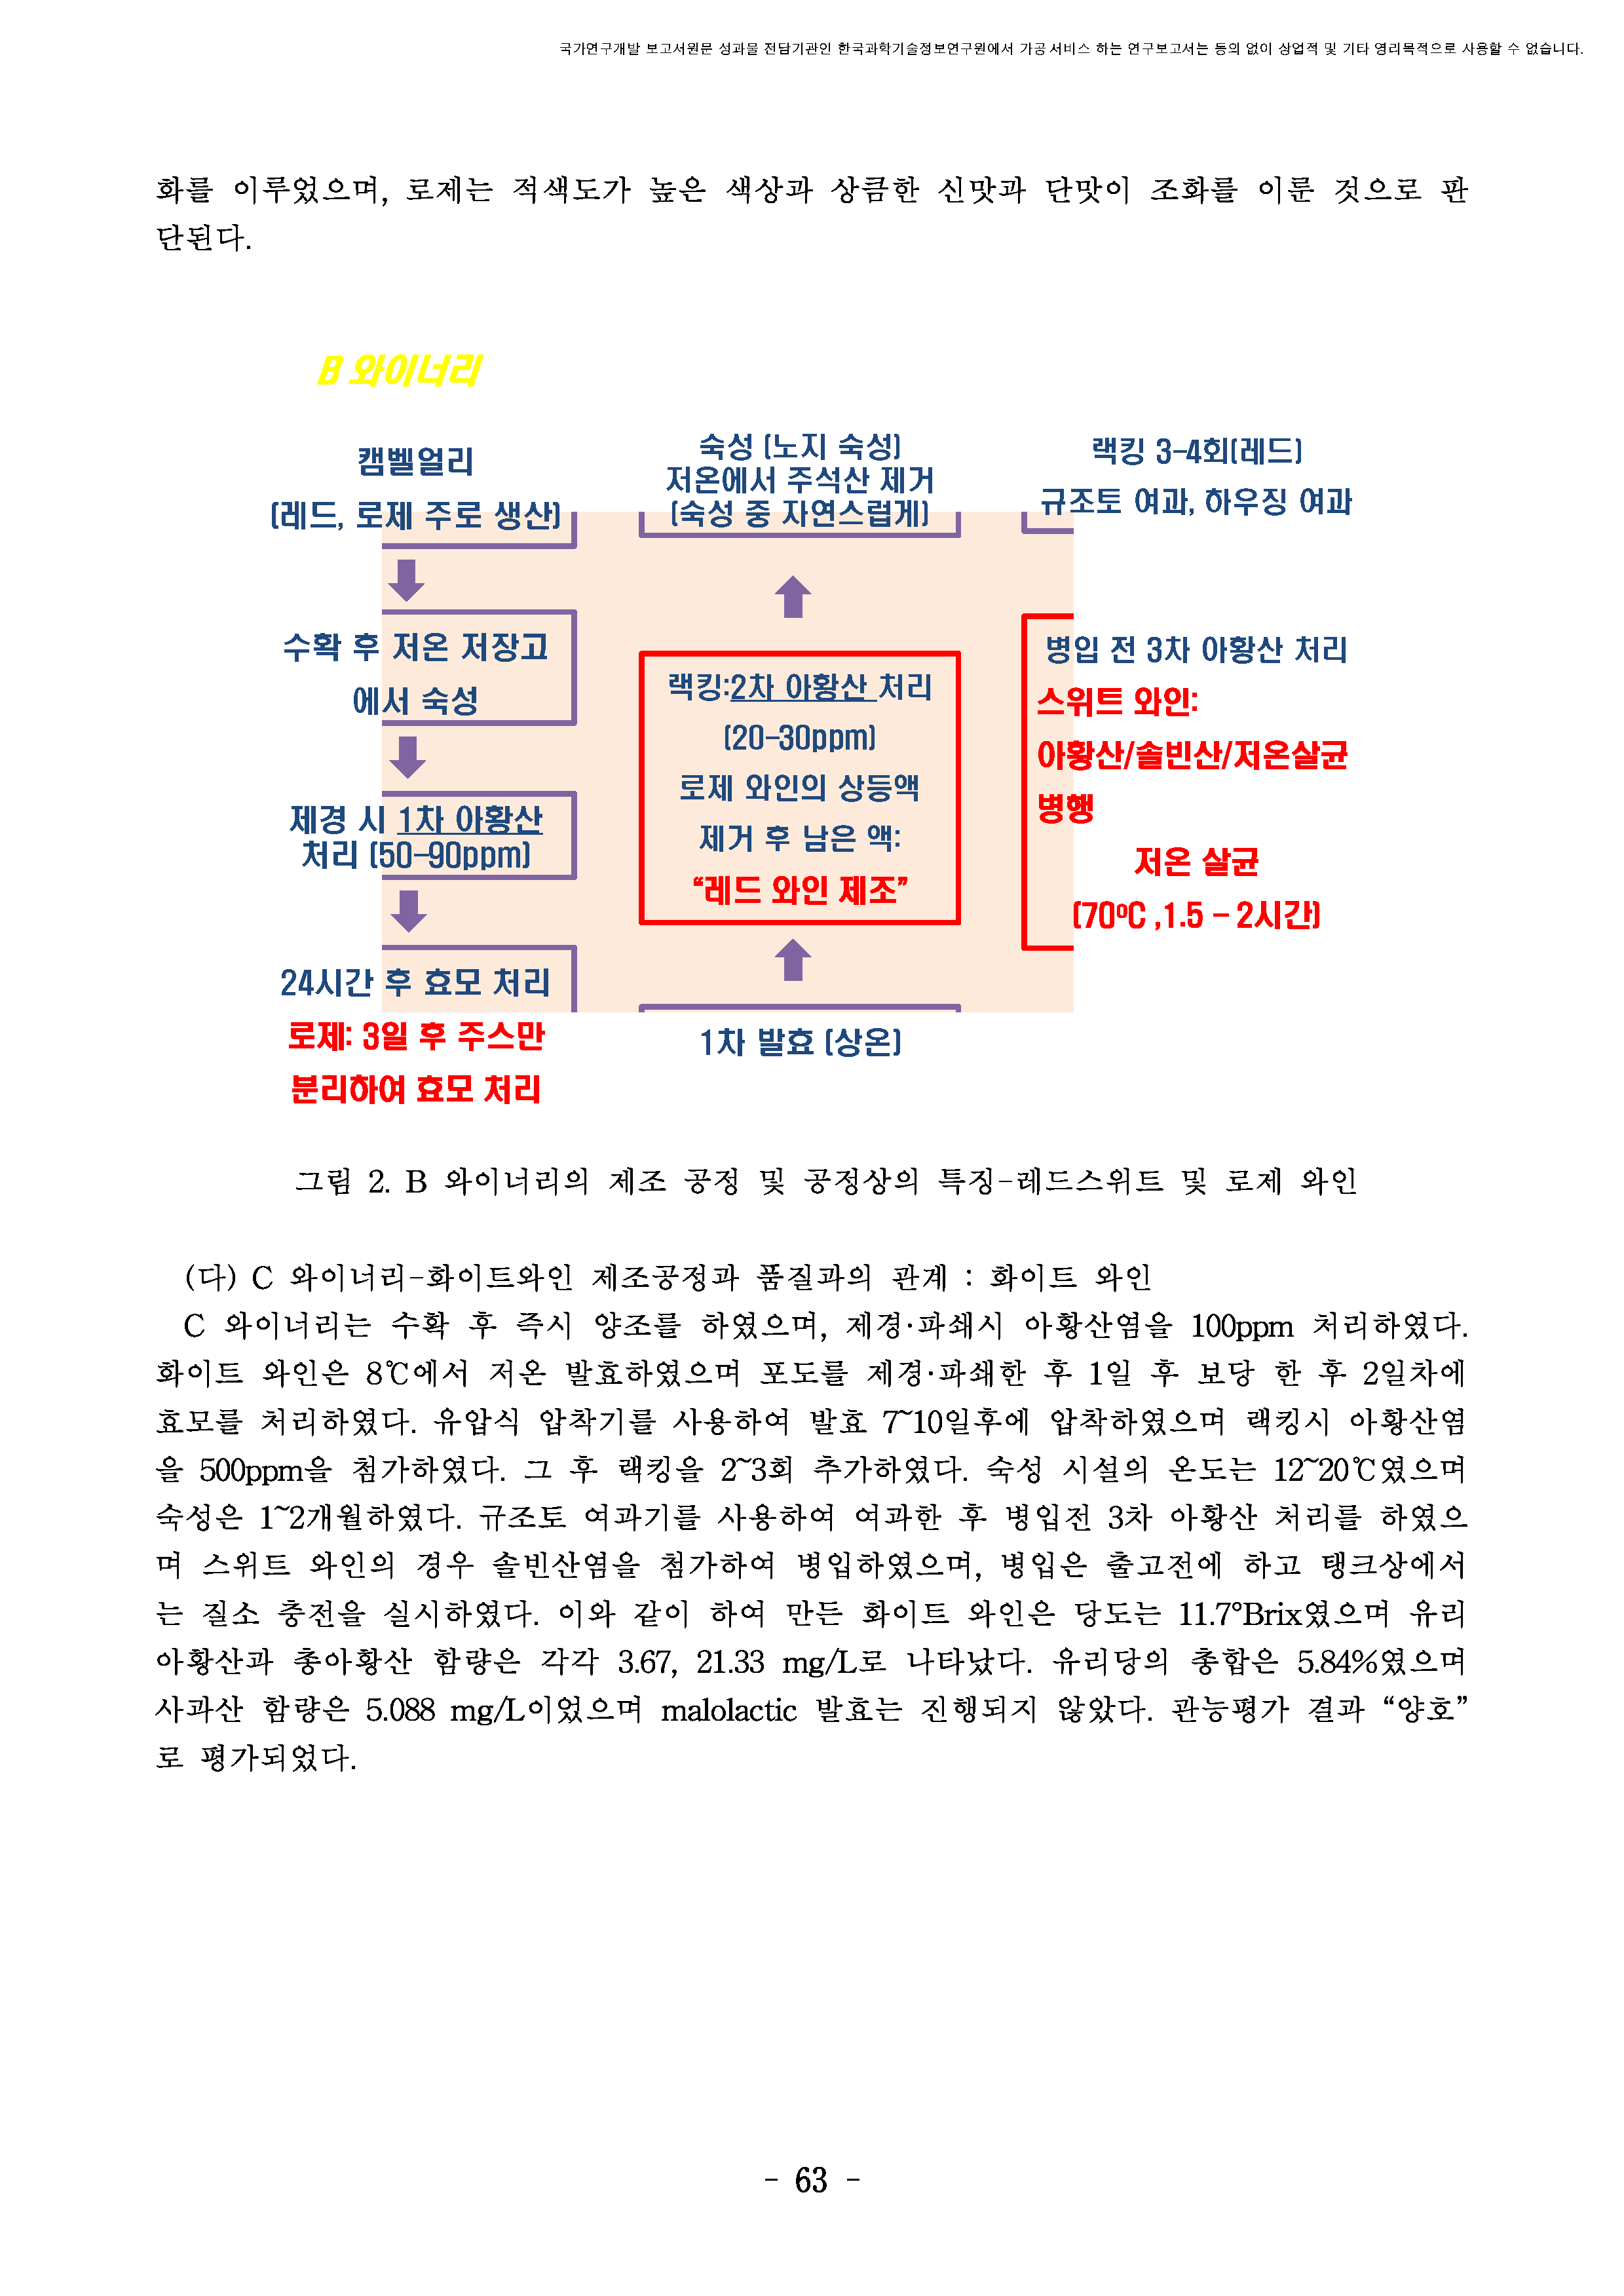 국가연구개발 보고서원문 성과물 전담기관인 한국과학기술정보연구원에서 가공·서비스 하는 연구보고서는 동의 없이 상업적 및 기타 영리목적으로 사용할 수 없습니다.
화를 이루었으며, 로제는 적색도가 높은 색상과 상큼한 신맛과 단맛이 조화를 이룬 것으로 판
단된다.
B 와이너리
캠벨얼리
(레드, 로제 주로 생산)
수확 후 저온 저장고
에서 숙성
제경 시 1차 아황산
처리 (50-90ppm)
24시간 후 효모 처리
로제: 3일 후 주스만
분리하여 효모 처리
숙성 (노지 숙성)
저온에서 주석산 제거
(숙성 중 자연스럽게)
랙킹:2차 아황산 처리
(20-30ppm)
로제 와인의 상등액
제거 후 남은 액:
“레드 와인 제조”
1차 발효 (상온)
랙킹 3-4회(레드)
규조토 여과, 하우징 여과
병입 전 3차 아황산 처리
스위트 와인:
아황산/솔빈산/저온살균
병행
저온 살균
(70ºC ,1.5 - 2시간)
그림 2. B 와이너리의 제조 공정 및 공정상의 특징-레드스위트 및 로제 와인
(다) C 와이너리-화이트와인 제조공정과 품질과의 관계 : 화이트 와인
C 와이너리는 수확 후 즉시 양조를 하였으며, 제경·파쇄시 아황산염을 100ppm 처리하였다.
화이트 와인은 8℃에서 저온 발효하였으며 포도를 제경·파쇄한 후 1일 후 보당 한 후 2일차에
효모를 처리하였다. 유압식 압착기를 사용하여 발효 7~10일후에 압착하였으며 랙킹시 아황산염
을 500ppm을 첨가하였다. 그 후 랙킹을 2~3회 추가하였다. 숙성 시설의 온도는 12~20℃였으며
숙성은 1~2개월하였다. 규조토 여과기를 사용하여 여과한 후 병입전 3차 아황산 처리를 하였으
며 스위트 와인의 경우 솔빈산염을 첨가하여 병입하였으며, 병입은 출고전에 하고 탱크상에서
는 질소 충전을 실시하였다. 이와 같이 하여 만든 화이트 와인은 당도는 11.7°Brix였으며 유리
아황산과 총아황산 함량은 각각 3.67, 21.33 mg/L로 나타났다. 유리당의 총합은 5.84%였으며
사과산 함량은 5.088 mg/L이었으며 malolactic 발효는 진행되지 않았다. 관능평가 결과 “양호”
로 평가되었다.
- 63 -